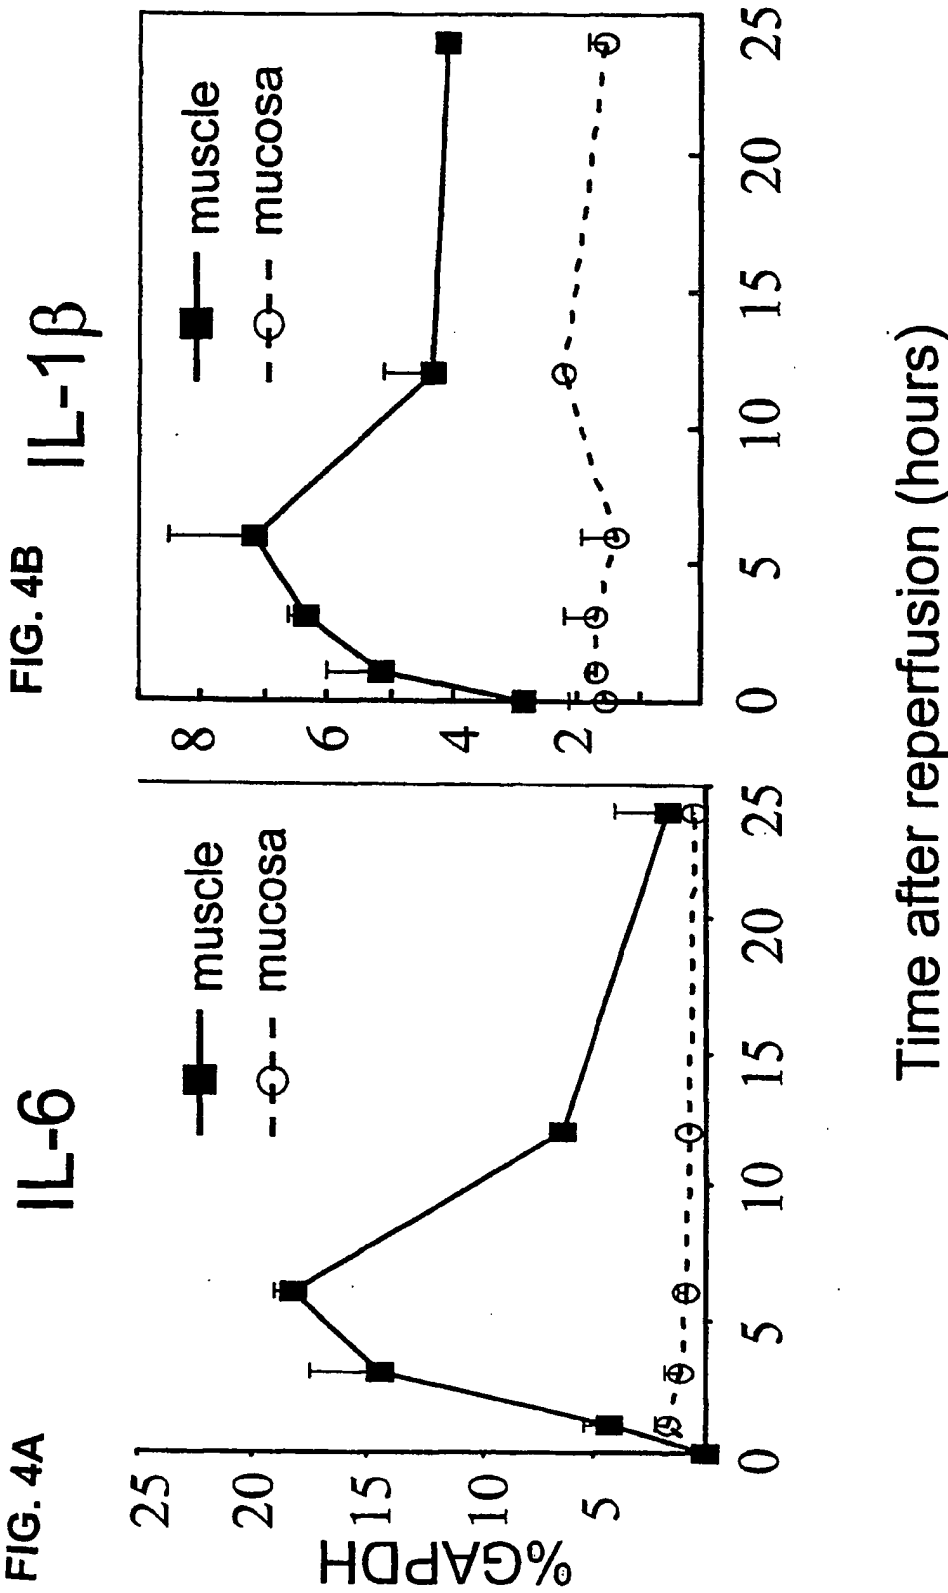 FIG. 4A
IL-6
muscle
mucosa
%GAPDH
25
20
15
10
5
0 5 10 15 20 25
FIG. 4B
IL-1β
muscle
mucosa
8
6
4
2
0 5 10 15 20 25
Time after reperfusion (hours)